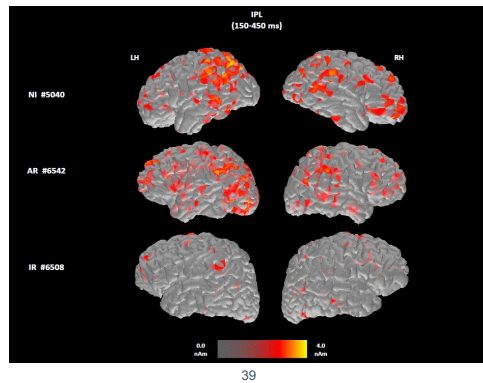 IPL
(150-450 ms)
LH
RH
NI #5040
AR #6542
IR #6508
0.0
nAm
4.0
nAm
39